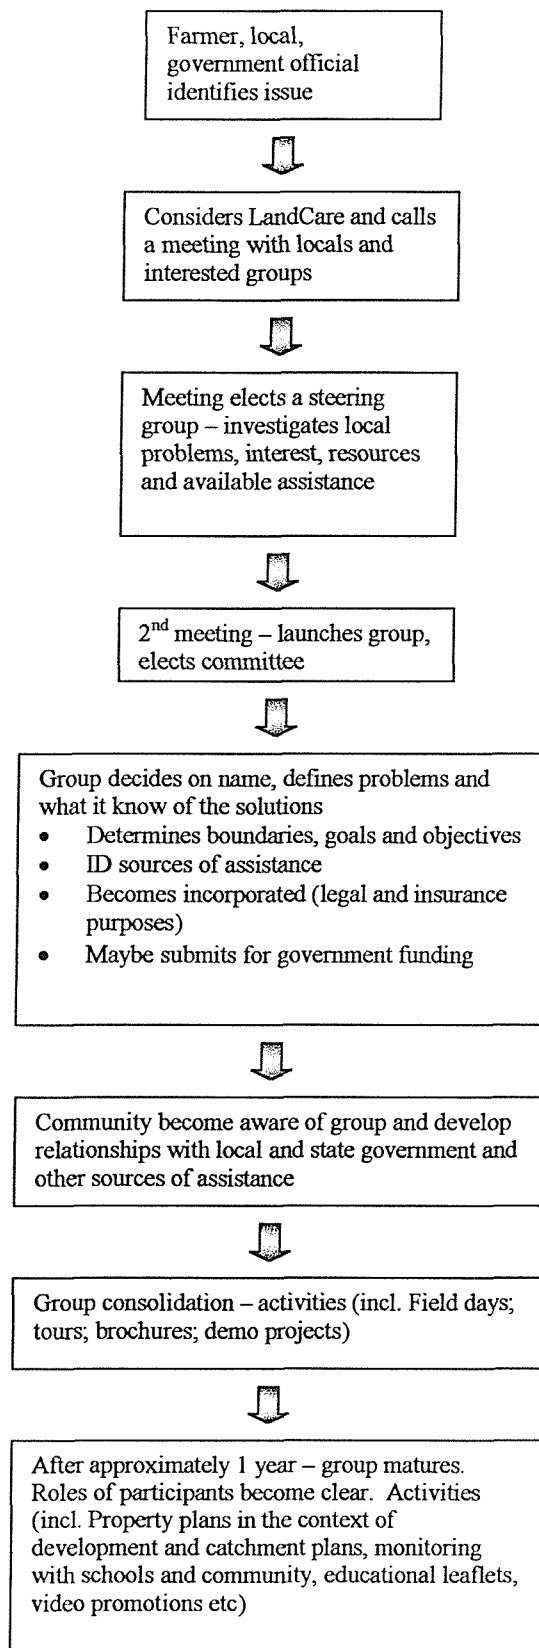 Farmer, local,
government official
identifies issue
Considers LandCare and calls
a meeting with locals and
interested groups
Meeting elects a steering
group – investigates local
problems, interest, resources
and available assistance
2nd meeting – launches group,
elects committee
Group decides on name, defines problems and
what it know of the solutions
• Determines boundaries, goals and objectives
• ID sources of assistance
• Becomes incorporated (legal and insurance
purposes)
• Maybe submits for government funding
Community become aware of group and develop
relationships with local and state government and
other sources of assistance
Group consolidation – activities (incl. Field days;
tours; brochures; demo projects)
After approximately 1 year – group matures.
Roles of participants become clear. Activities
(incl. Property plans in the context of
development and catchment plans, monitoring
with schools and community, educational leaflets,
video promotions etc)